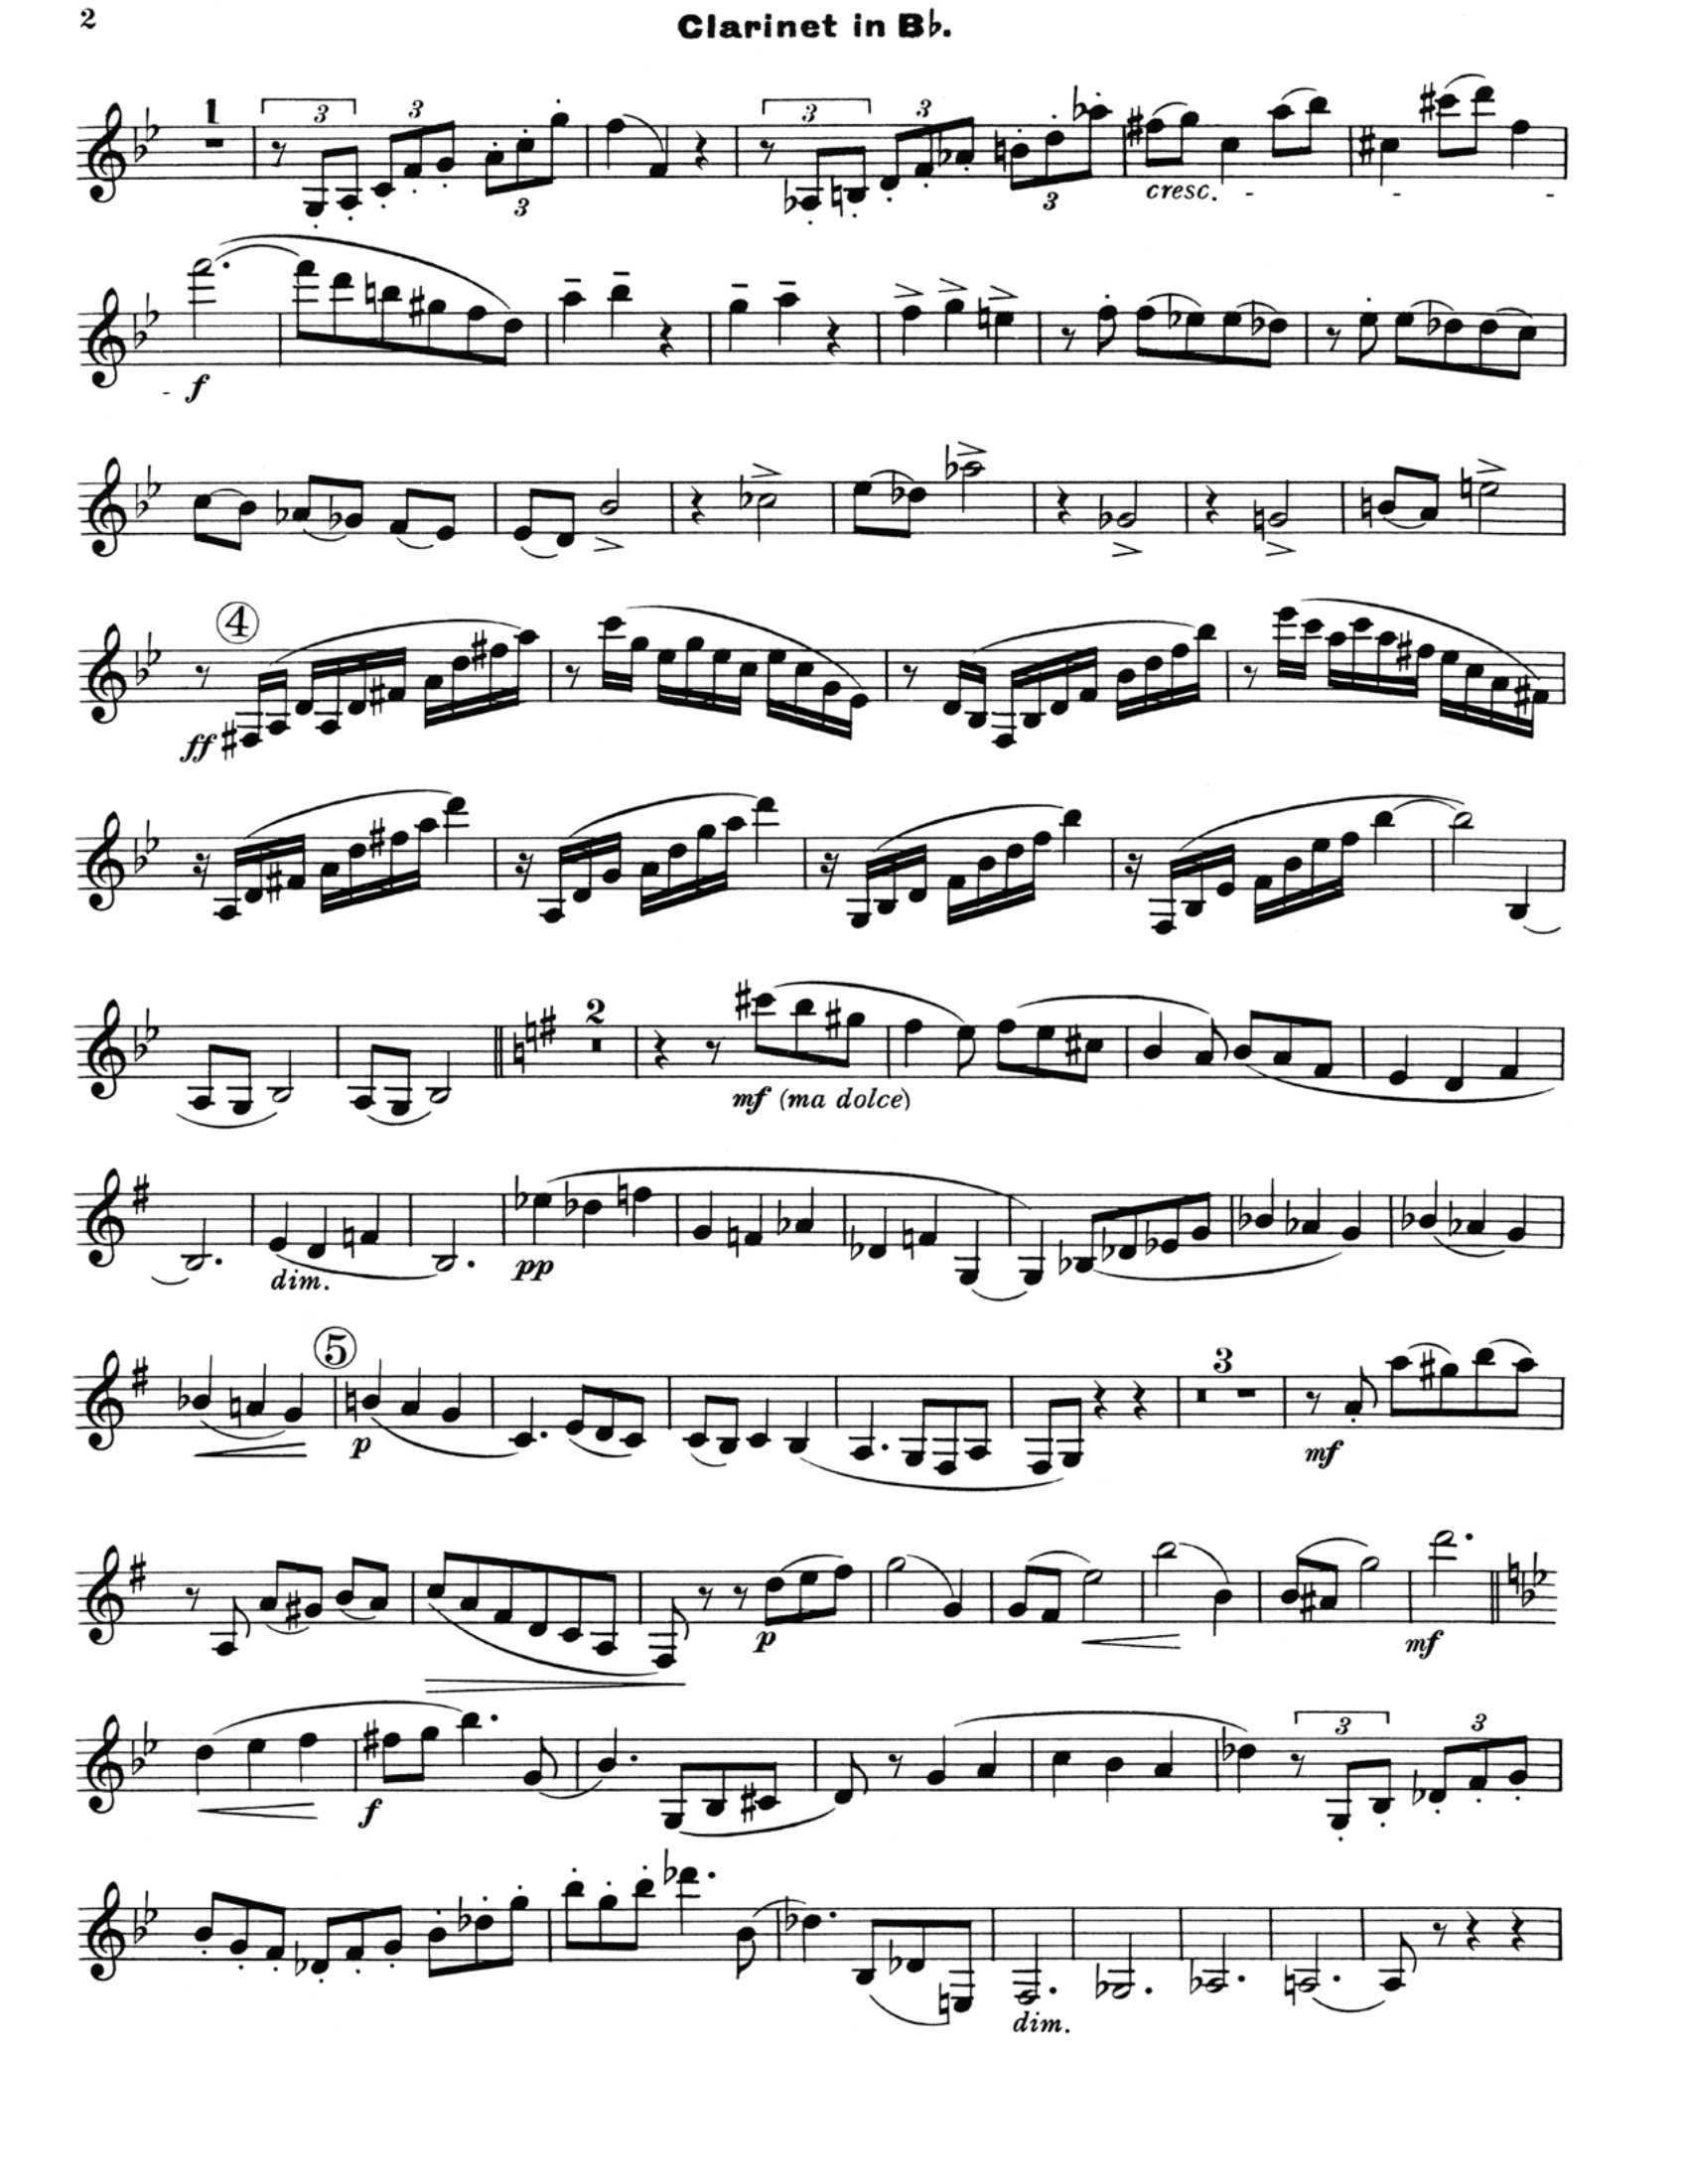 2
Clarinet in B♭.
1
3 3 3 3 3 3
cresc. - - -
- f
4
ff
2
mf (ma dolce)
dim. pp
5
3
p mf
p mf
3 3
f
dim.